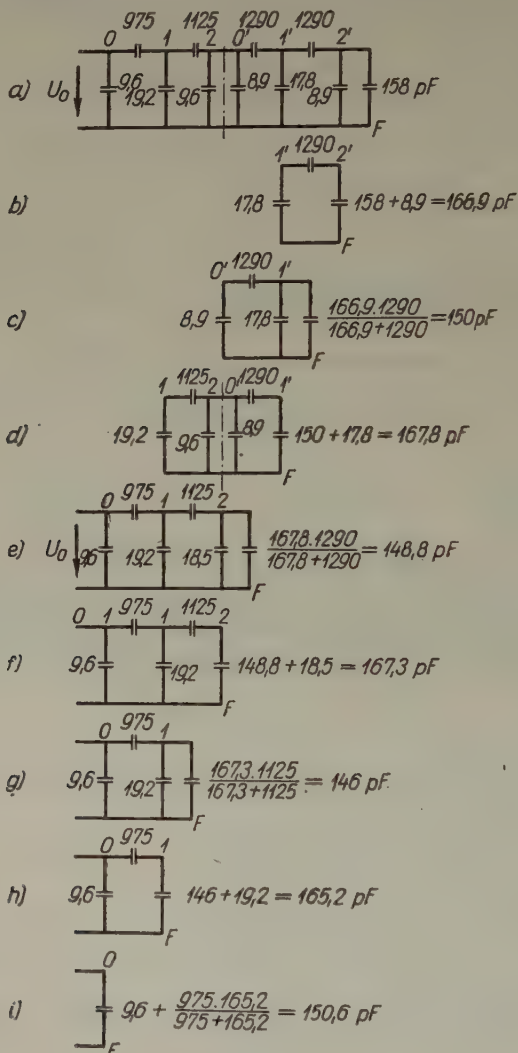 975 1125 1290 1290
0 1 2 0' 1' 2'
a) U₀ 9,6 19,2 9,6 8,9 17,8 8,9 158 pF
F
1290
1' 2'
b) 17,8 158 + 8,9 = 166,9 pF
F
1290
0' 1'
c) 8,9 17,8 166,9 . 1290 / 166,9 + 1290 = 150 pF
F
1125 1290
1 2 0' 1'
d) 19,2 9,6 8,9 150 + 17,8 = 167,8 pF
F
975 1125
0 1 2
e) U₀ 9,6 19,2 18,5 167,8 . 1290 / 167,8 + 1290 = 148,8 pF
F
975 1125
0 1 1 2
f) 9,6 19,2 148,8 + 18,5 = 167,3 pF
F
975
0 1
g) 9,6 19,2 167,3 . 1125 / 167,3 + 1125 = 146 pF
F
975
0 1
h) 9,6 146 + 19,2 = 165,2 pF
F
0
i) 9,6 + 975 . 165,2 / 975 + 165,2 = 150,6 pF
F